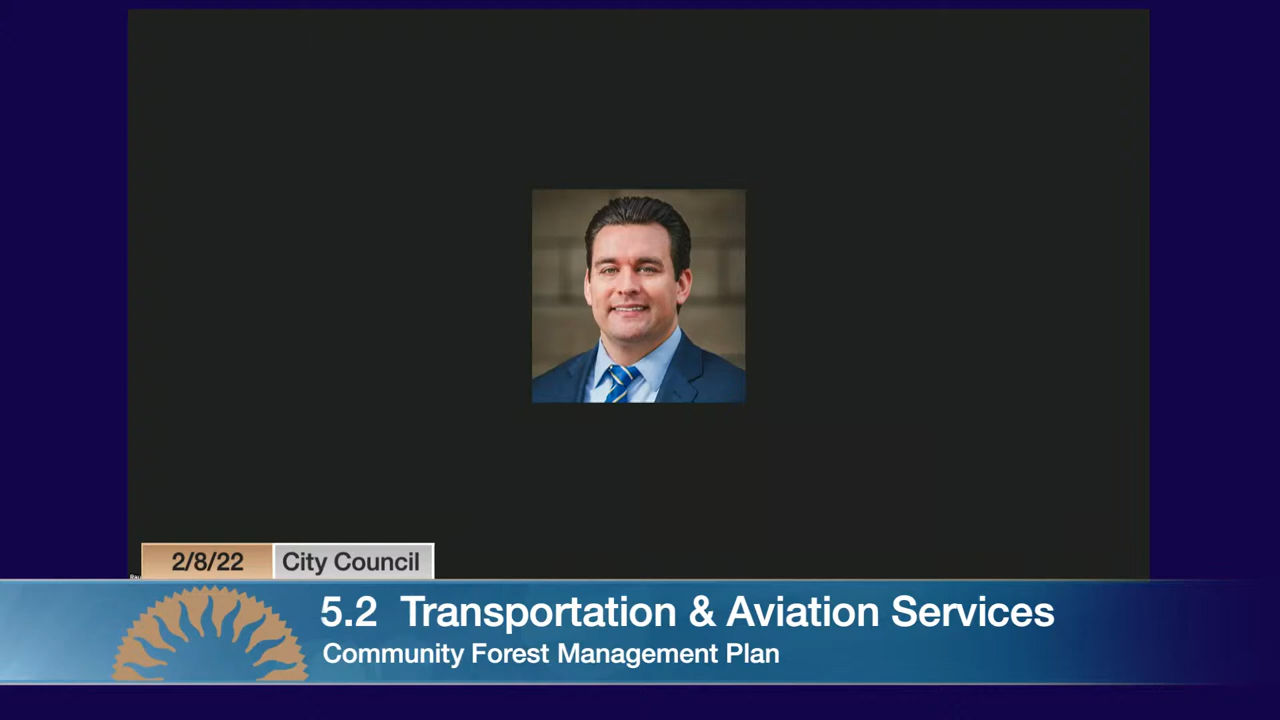 2/8/22 City Council
5.2 Transportation & Aviation Services
Community Forest Management Plan